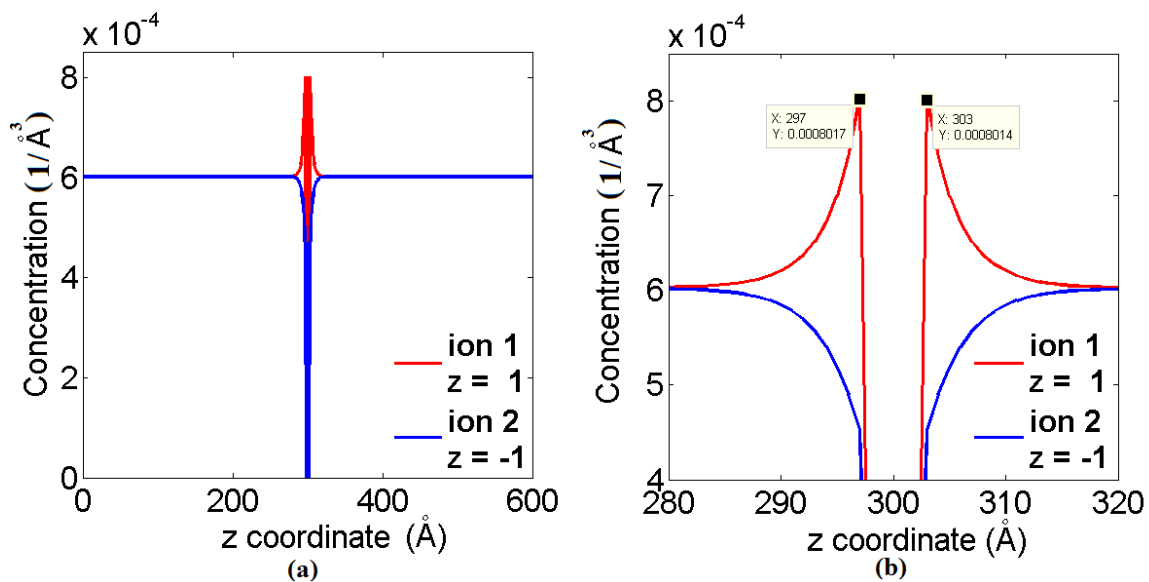 x 10⁻⁴
8
6
4
2
0
Concentration (1/Å³)
ion 1
z = 1
ion 2
z = -1
0 200 400 600
z coordinate (Å)
(a)
x 10⁻⁴
8
7
6
5
4
Concentration (1/Å³)
X: 297
Y: 0.0008017
X: 303
Y: 0.0008014
ion 1
z = 1
ion 2
z = -1
280 290 300 310 320
z coordinate (Å)
(b)